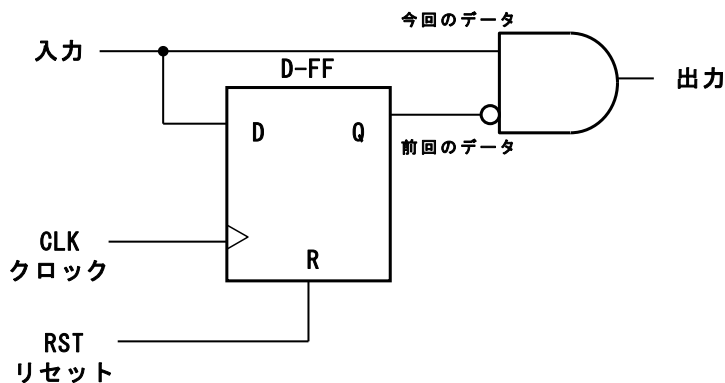 今回のデータ
入力
D-FF
出力
D
Q
前回のデータ
CLK
クロック
R
RST
リセット